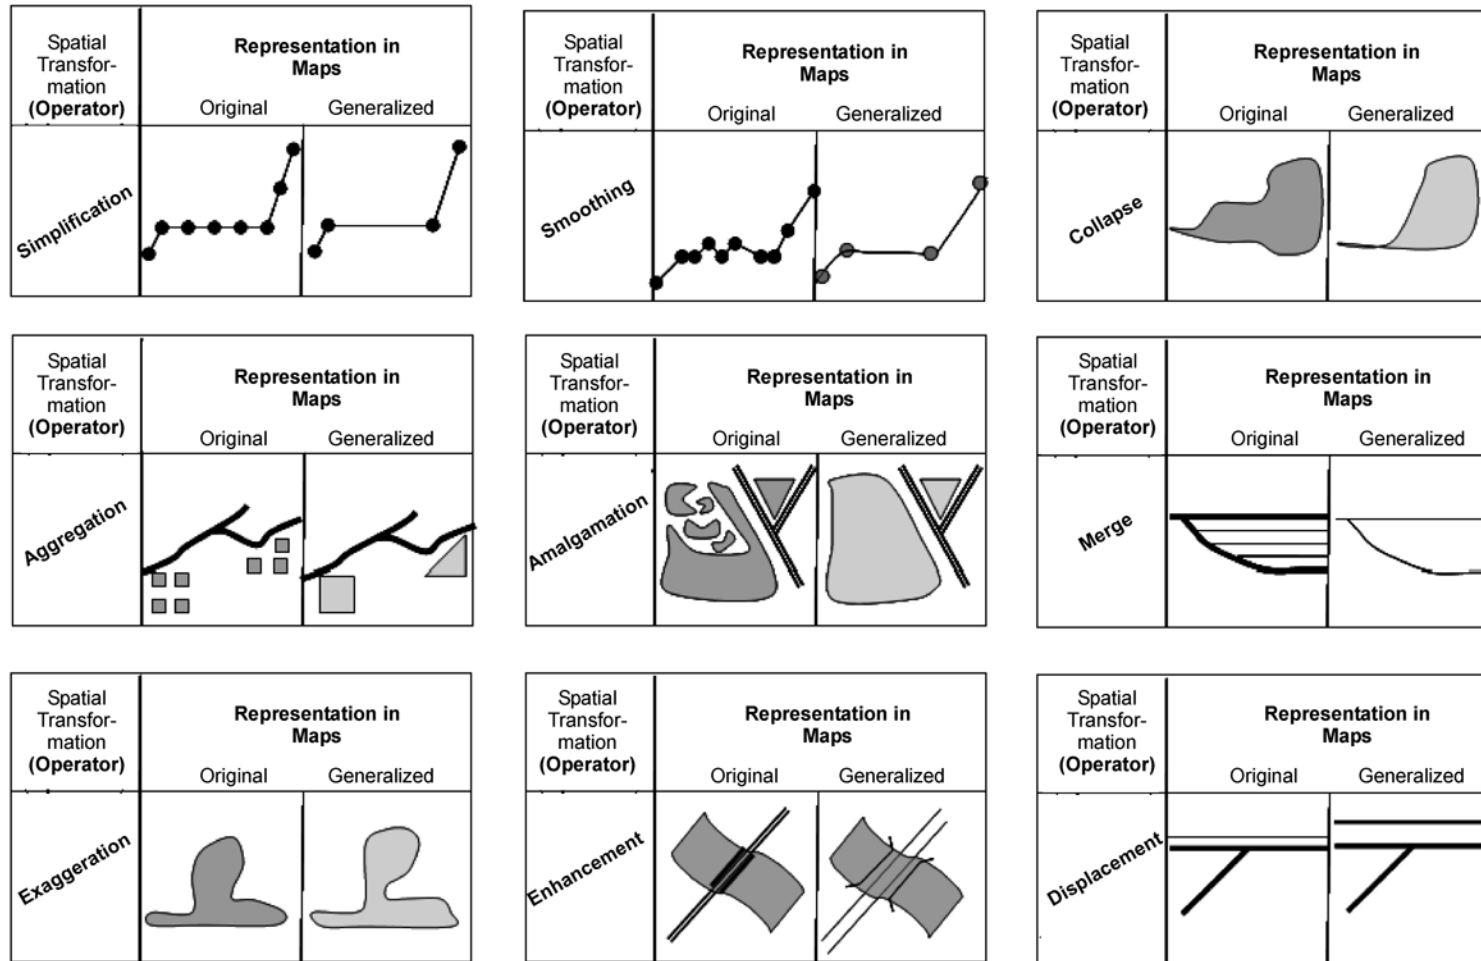 Spatial
Transfor-
mation
(Operator)
Representation in
Maps
Original Generalized
Simplification
Spatial
Transfor-
mation
(Operator)
Representation in
Maps
Original Generalized
Smoothing
Spatial
Transfor-
mation
(Operator)
Representation in
Maps
Original Generalized
Collapse
Spatial
Transfor-
mation
(Operator)
Representation in
Maps
Original Generalized
Aggregation
Spatial
Transfor-
mation
(Operator)
Representation in
Maps
Original Generalized
Amalgamation
Spatial
Transfor-
mation
(Operator)
Representation in
Maps
Original Generalized
Merge
Spatial
Transfor-
mation
(Operator)
Representation in
Maps
Original Generalized
Exaggeration
Spatial
Transfor-
mation
(Operator)
Representation in
Maps
Original Generalized
Enhancement
Spatial
Transfor-
mation
(Operator)
Representation in
Maps
Original Generalized
Displacement